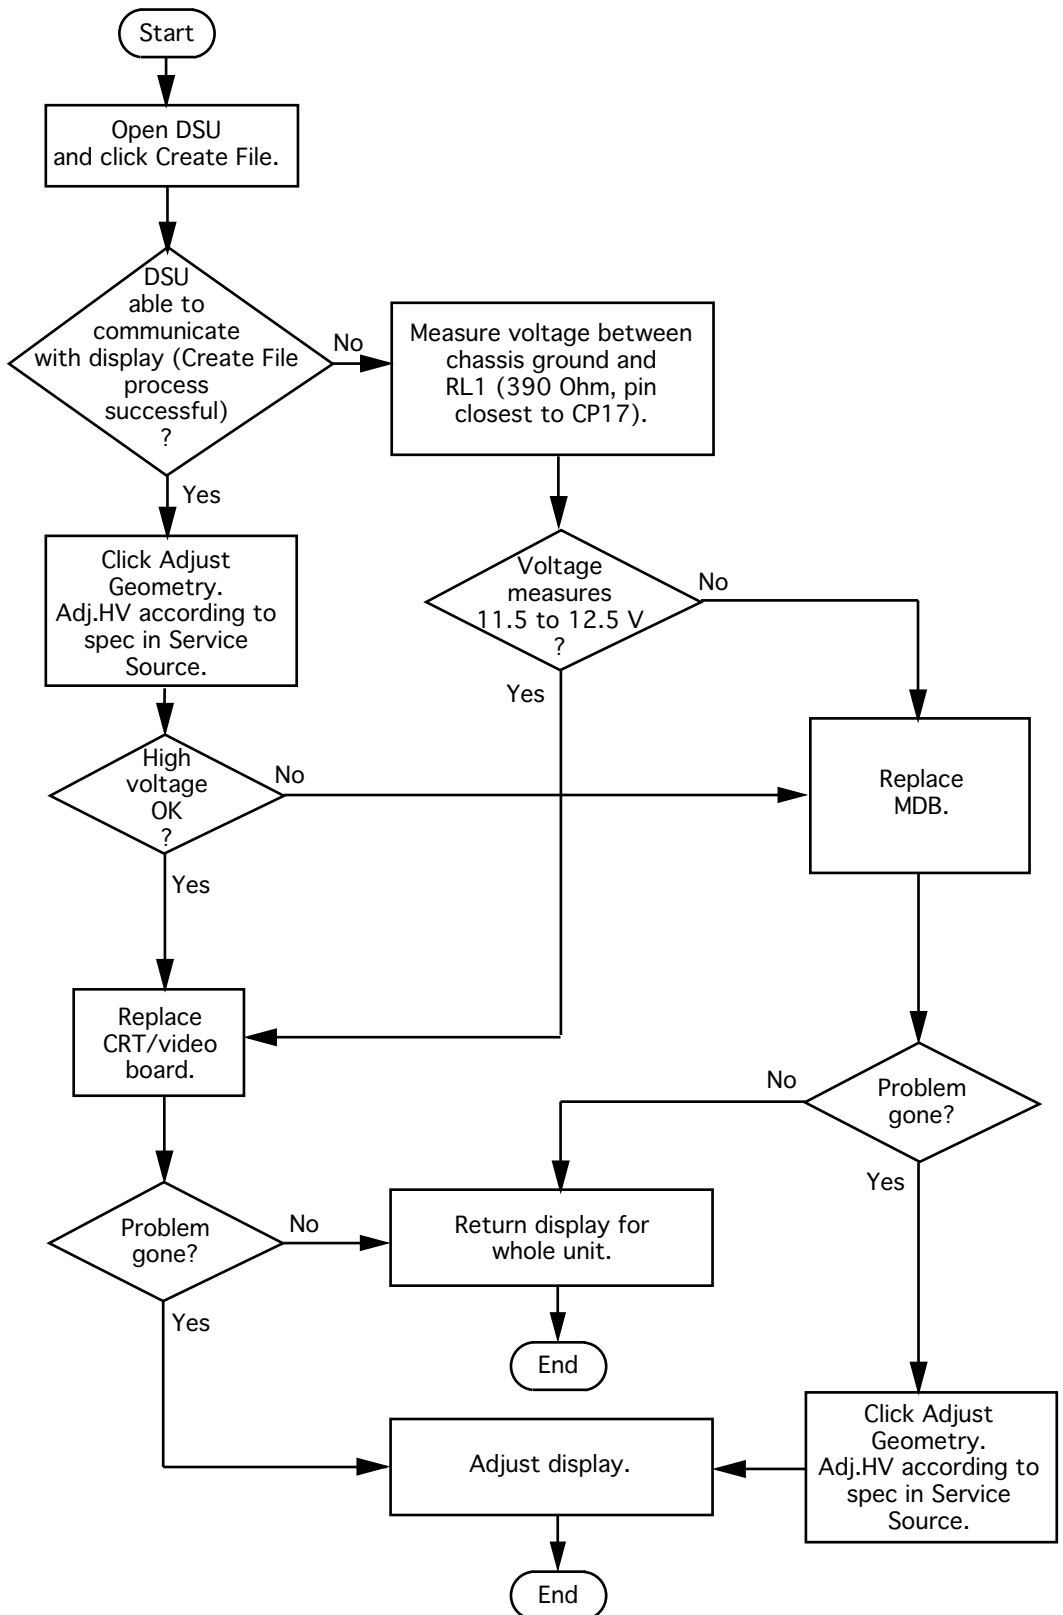 Start
Open DSU
and click Create File.
DSU
able to
communicate
with display (Create File
process
successful)
?
No
Measure voltage between
chassis ground and
RL1 (390 Ohm, pin
closest to CP17).
Yes
Click Adjust
Geometry.
Adj.HV according to
spec in Service
Source.
Voltage
measures
11.5 to 12.5 V
?
No
Yes
High
voltage
OK
?
No
Replace
MDB.
Yes
Replace
CRT/video
board.
No
Problem
gone?
Yes
Problem
gone?
No
Return display for
whole unit.
Yes
End
Click Adjust
Geometry.
Adj.HV according to
spec in Service
Source.
Adjust display.
End